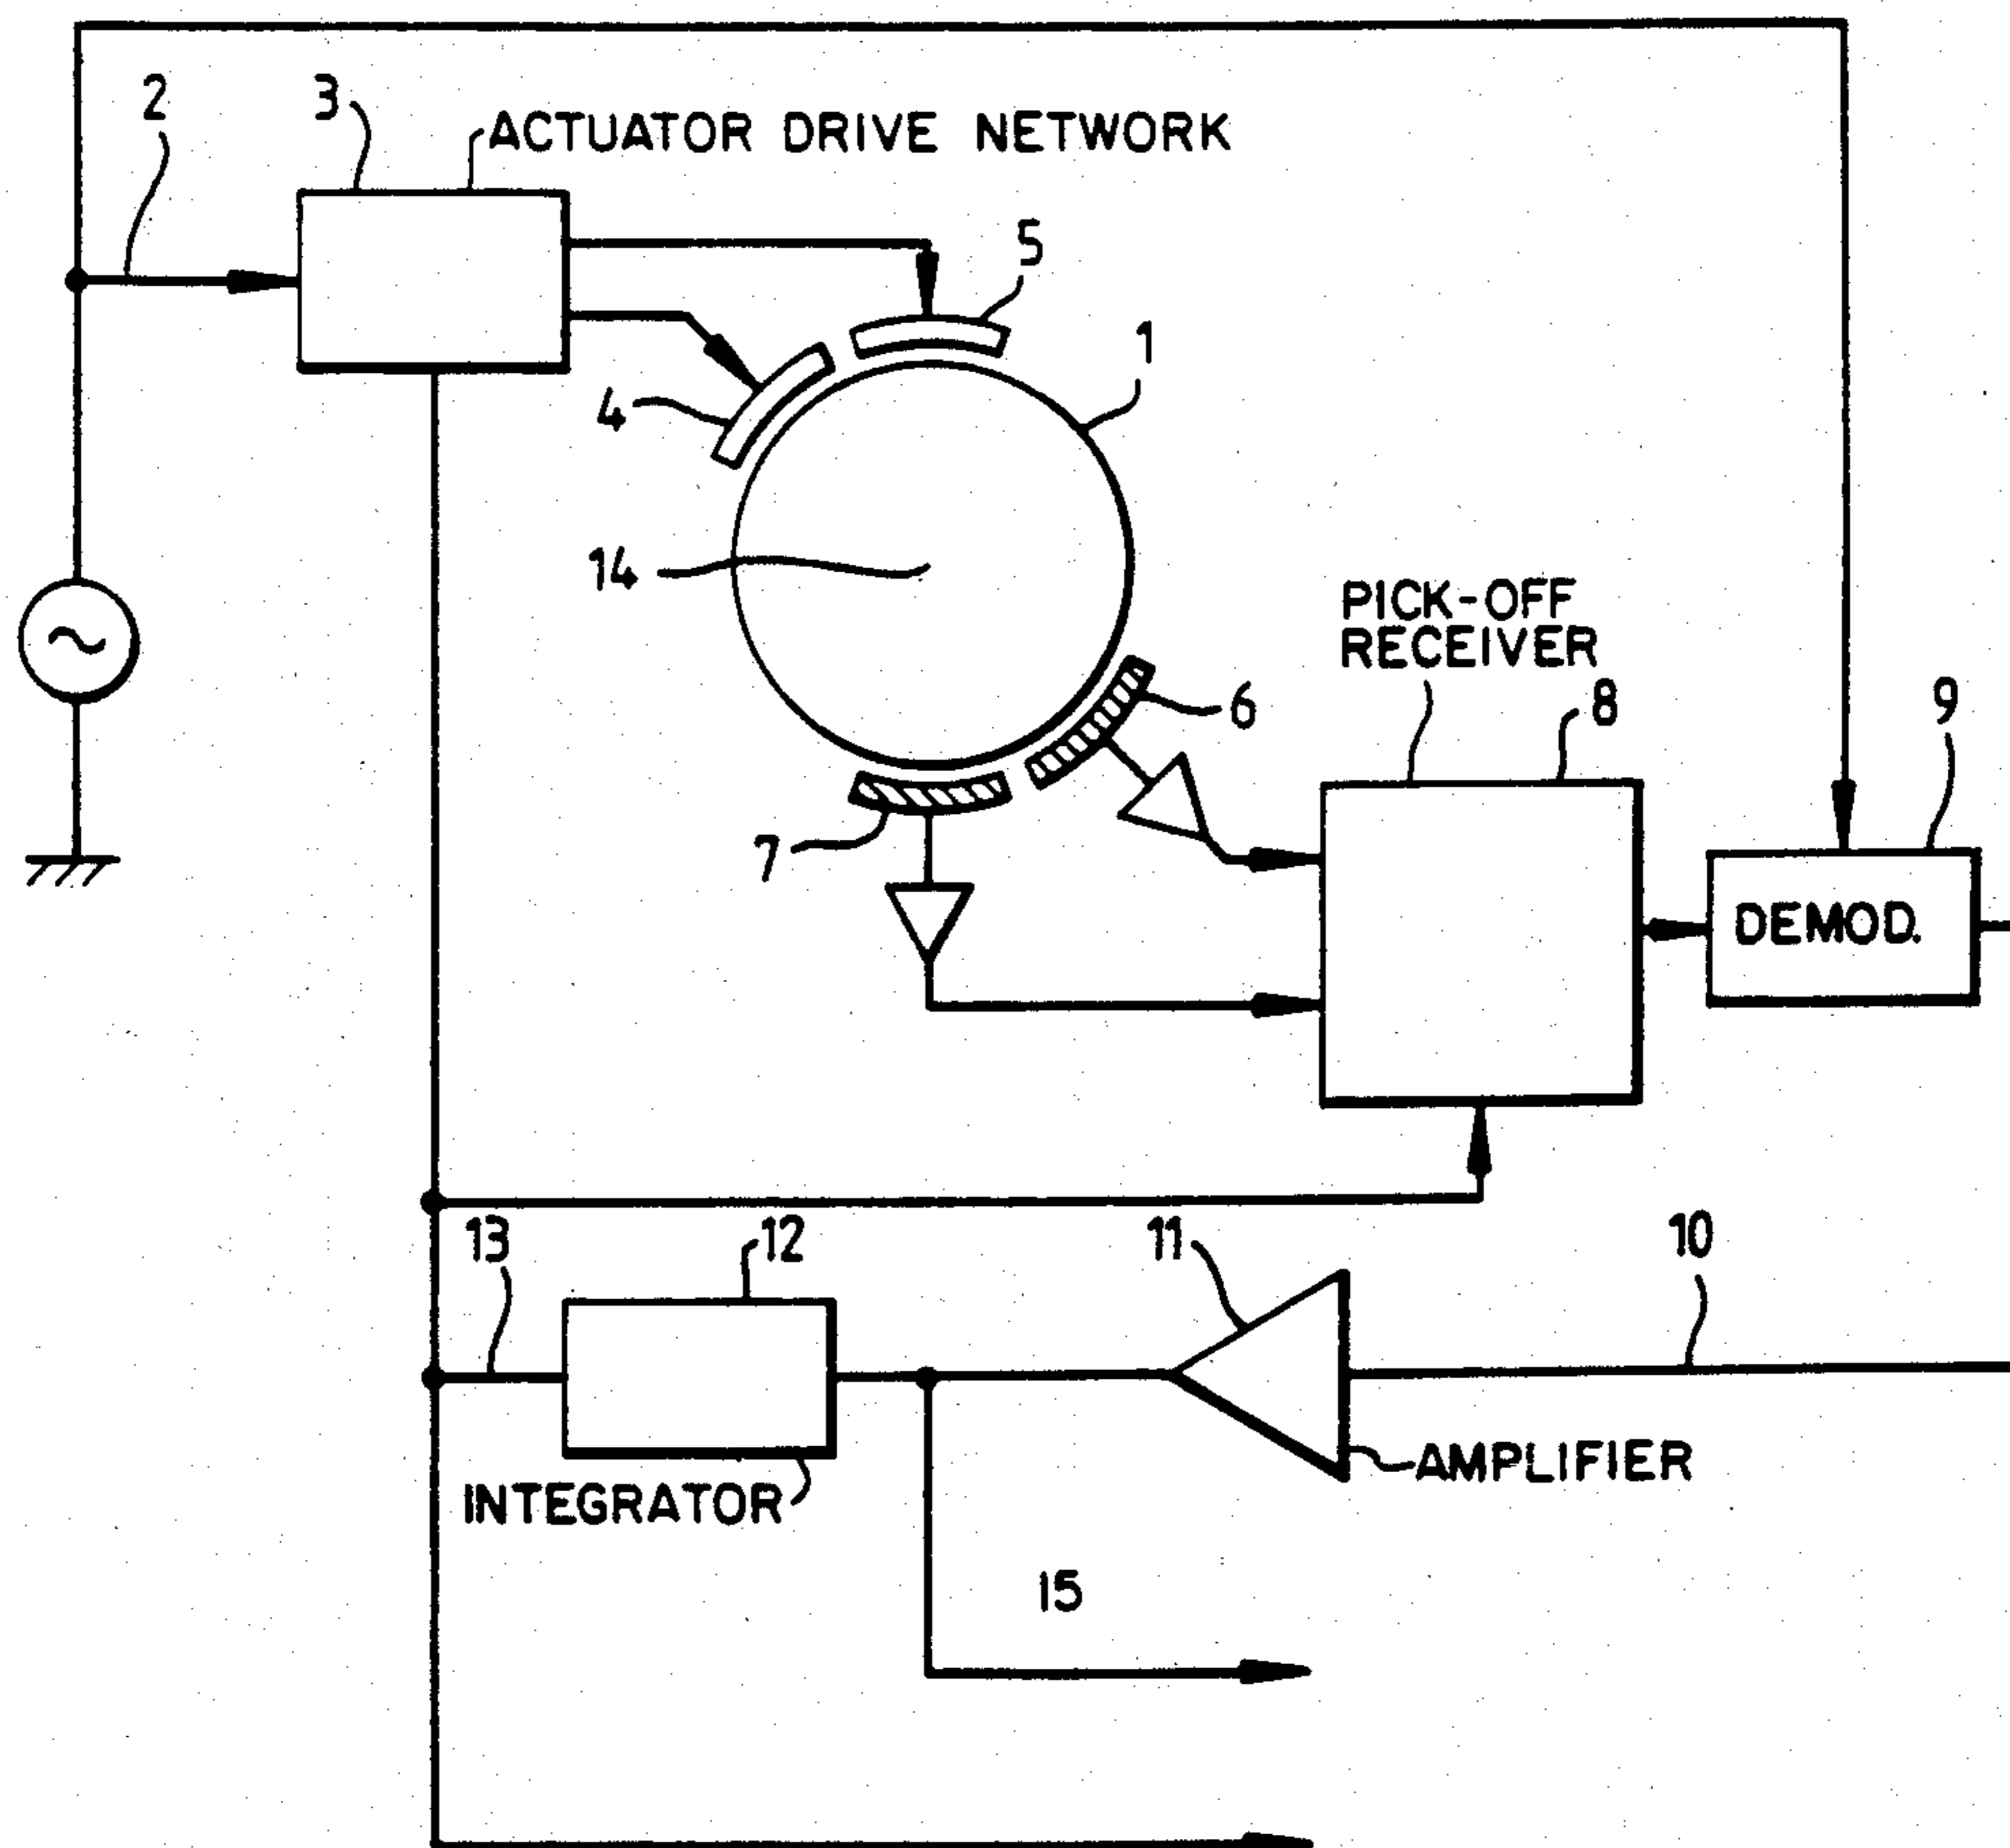 2
3
ACTUATOR DRIVE NETWORK
5
1
4
14
PICK-OFF
RECEIVER
6
8
9
7
DEMOD.
13
12
11
10
AMPLIFIER
INTEGRATOR
15